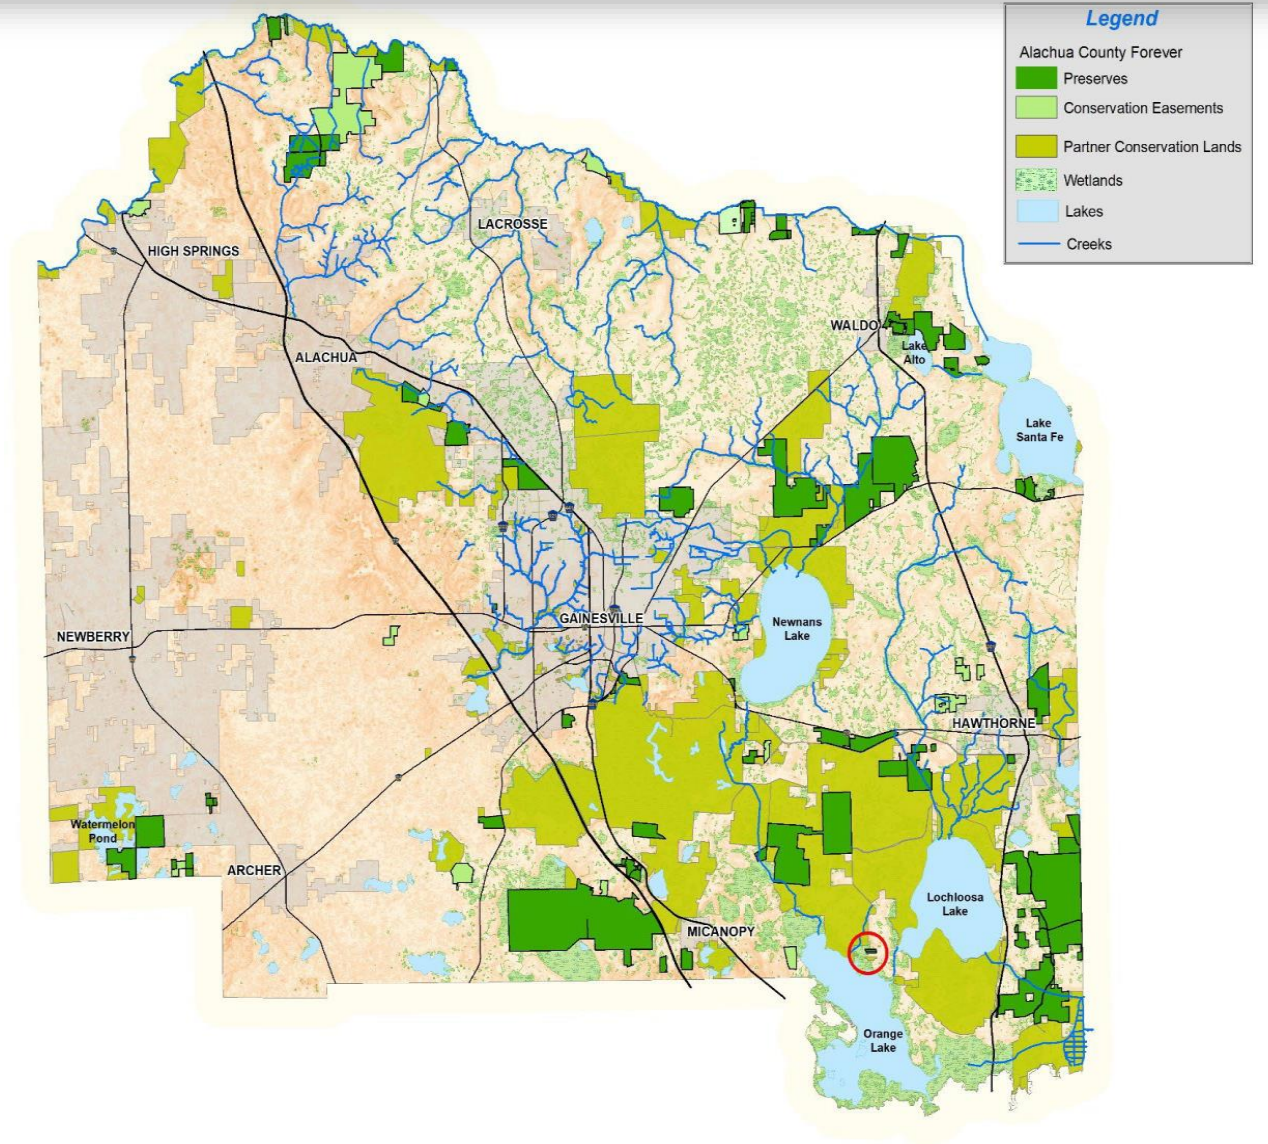 Legend
Alachua County Forever
Preserves
Conservation Easements
Partner Conservation Lands
Wetlands
Lakes
Creeks
LACROSSE
HIGH SPRINGS
WALDO
Lake
Alto
ALACHUA
Lake
Santa Fe
GAINESVILLE
Newnans
Lake
NEWBERRY
HAWTHORNE
Watermelon
Pond
ARCHER
Lochloosa
Lake
MICANOPY
Orange
Lake